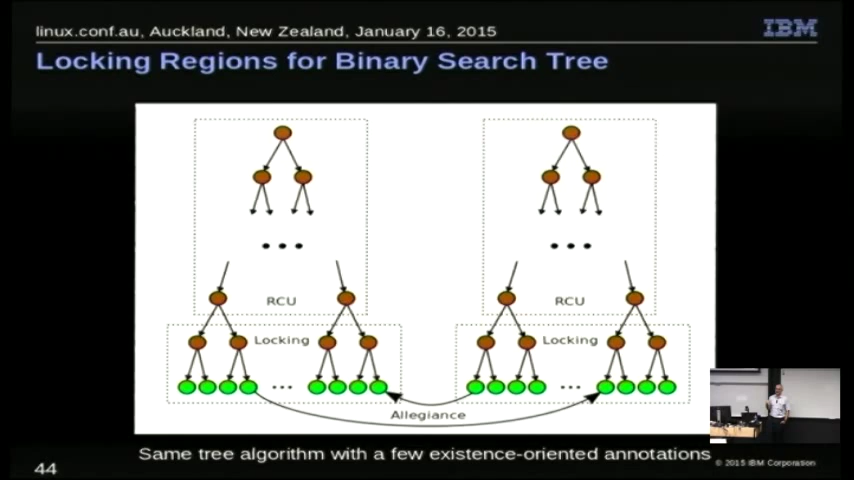 linux.conf.au, Auckland, New Zealand, January 16, 2015
IBM
Locking Regions for Binary Search Tree
RCU
RCU
Locking
Locking
Allegiance
Same tree algorithm with a few existence-oriented annotations
44
© 2015 IBM Corporation